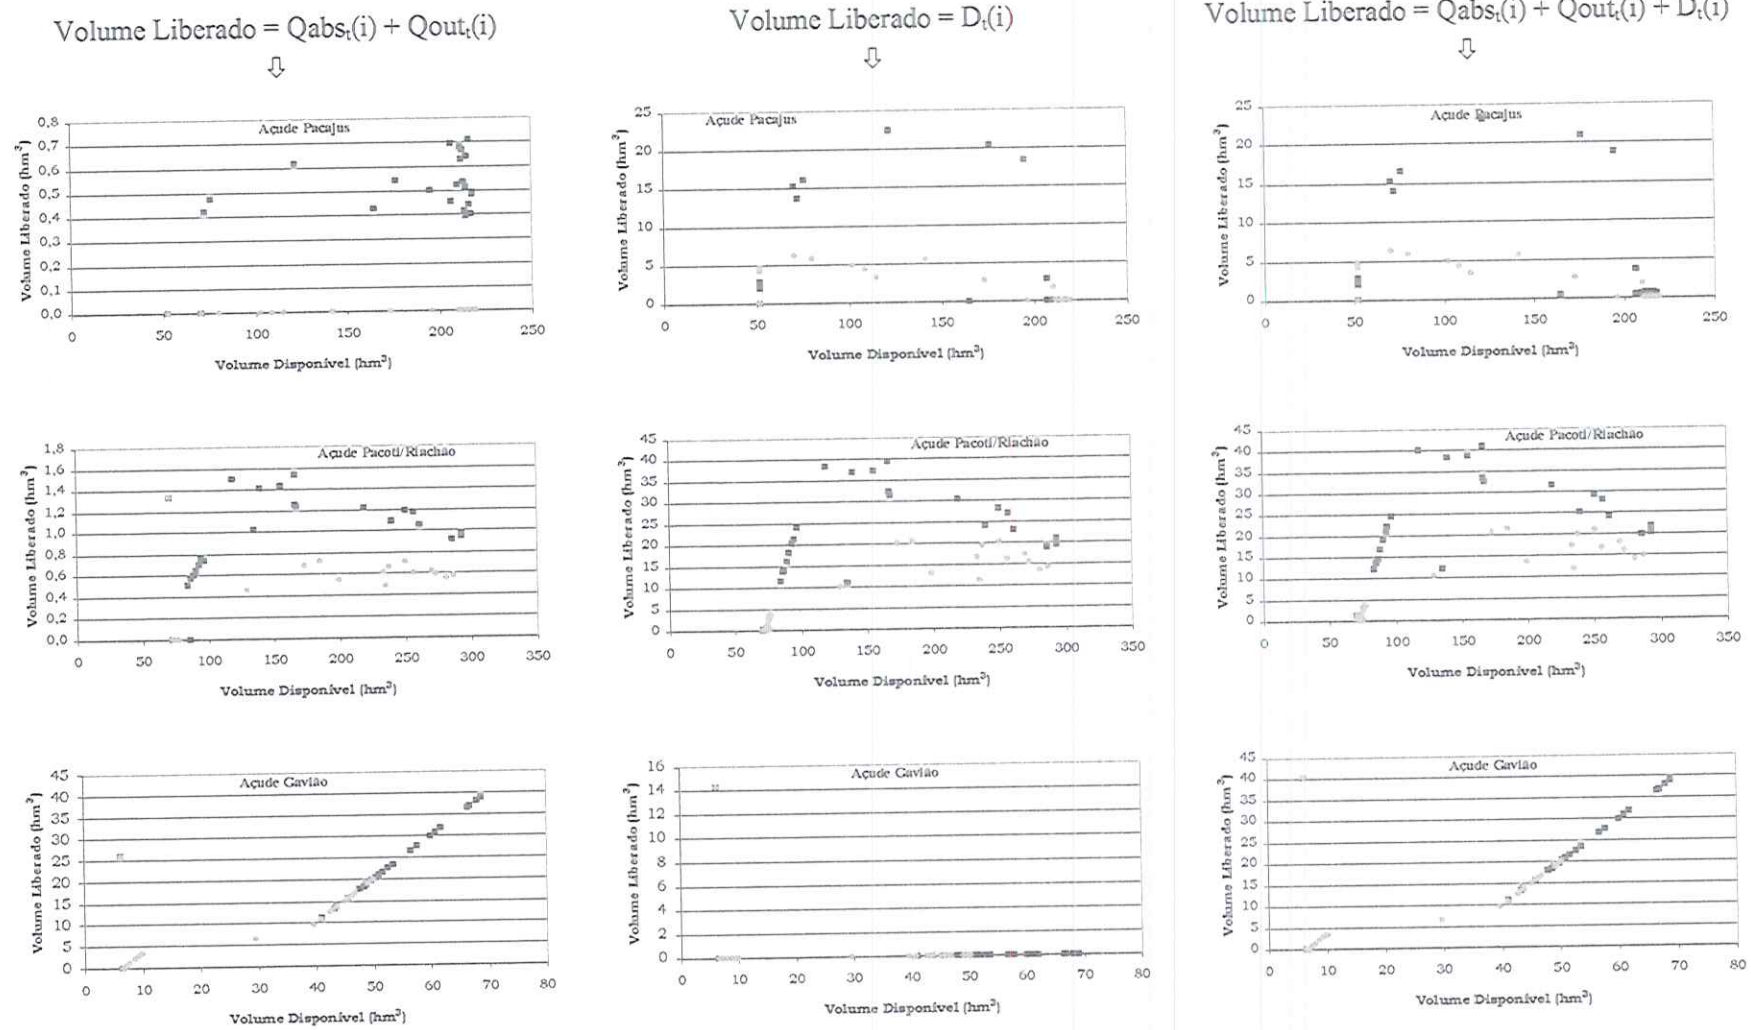 Volume Liberado = Qabsₜ(i) + Qoutₜ(i)
Volume Liberado = Dₜ(i)
Volume Liberado = Qabsₜ(i) + Qoutₜ(i) + Dₜ(i)
⇩
⇩
⇩
Açude Pacajus
Volume Liberado (hm³)
0,8
0,7
0,6
0,5
0,4
0,3
0,2
0,1
0,0
0 50 100 150 200 250
Volume Disponível (hm³)
Açude Pacajus
Volume Liberado (hm³)
25
20
15
10
5
0
0 50 100 150 200 250
Volume Disponível (hm³)
Açude Pacajus
Volume Liberado (hm³)
25
20
15
10
5
0
0 50 100 150 200 250
Volume Disponível (hm³)
Açude Pacoti/Riachão
Volume Liberado (hm³)
1,8
1,6
1,4
1,2
1,0
0,8
0,6
0,4
0,2
0,0
0 50 100 150 200 250 300 350
Volume Disponível (hm³)
Açude Pacoti/Riachão
Volume Liberado (hm³)
45
40
35
30
25
20
15
10
5
0
0 50 100 150 200 250 300 350
Volume Disponível (hm³)
Açude Pacoti/Riachão
Volume Liberado (hm³)
45
40
35
30
25
20
15
10
5
0
0 50 100 150 200 250 300 350
Volume Disponível (hm³)
Açude Gavião
Volume Liberado (hm³)
45
40
35
30
25
20
15
10
5
0
0 10 20 30 40 50 60 70 80
Volume Disponível (hm³)
Açude Gavião
Volume Liberado (hm³)
16
14
12
10
8
6
4
2
0
0 10 20 30 40 50 60 70 80
Volume Disponível (hm³)
Açude Gavião
Volume Liberado (hm³)
45
40
35
30
25
20
15
10
5
0
0 10 20 30 40 50 60 70 80
Volume Disponível (hm³)